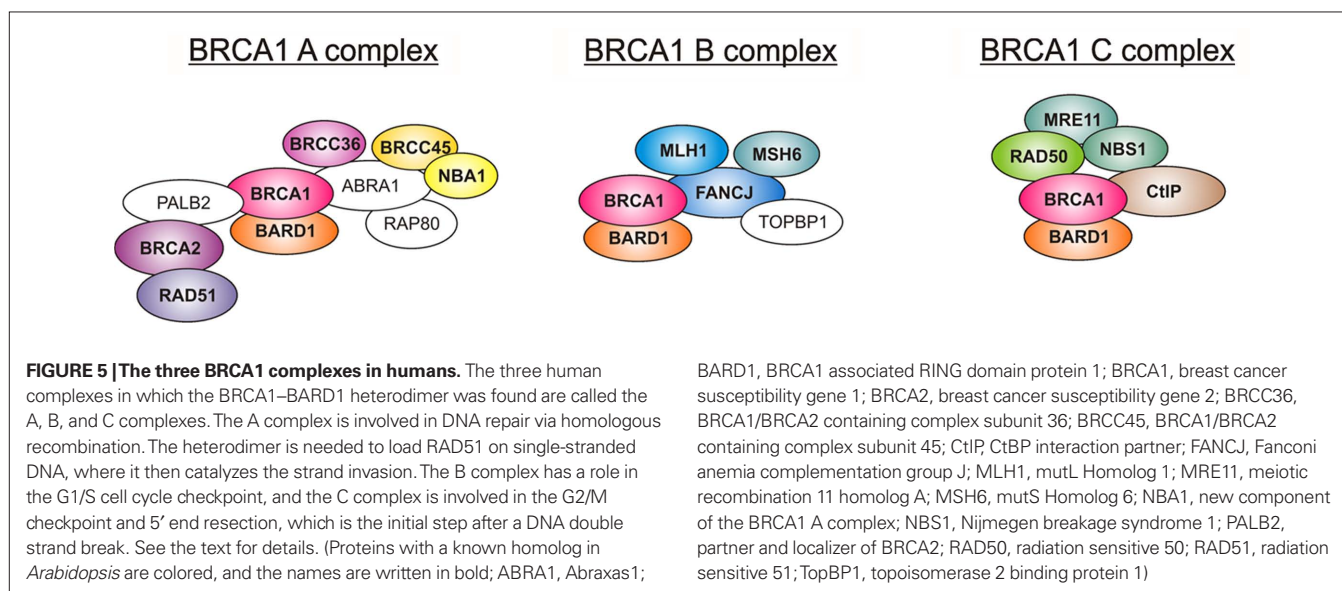 BRCA1 A complex
BRCA1 B complex
BRCA1 C complex
BRCC36
BRCC45
NBA1
ABRA1
BRCA1
PALB2
RAP80
BARD1
BRCA2
RAD51
MLH1
MSH6
FANCJ
BRCA1
TOPBP1
BARD1
MRE11
NBS1
RAD50
CtIP
BRCA1
BARD1
FIGURE 5 | The three BRCA1 complexes in humans. The three human
complexes in which the BRCA1–BARD1 heterodimer was found are called the
A, B, and C complexes. The A complex is involved in DNA repair via homologous
recombination. The heterodimer is needed to load RAD51 on single-stranded
DNA, where it then catalyzes the strand invasion. The B complex has a role in
the G1/S cell cycle checkpoint, and the C complex is involved in the G2/M
checkpoint and 5′ end resection, which is the initial step after a DNA double
strand break. See the text for details. (Proteins with a known homolog in
Arabidopsis are colored, and the names are written in bold; ABRA1, Abraxas1;
BARD1, BRCA1 associated RING domain protein 1; BRCA1, breast cancer
susceptibility gene 1; BRCA2, breast cancer susceptibility gene 2; BRCC36,
BRCA1/BRCA2 containing complex subunit 36; BRCC45, BRCA1/BRCA2
containing complex subunit 45; CtIP, CtBP interaction partner; FANCJ, Fanconi
anemia complementation group J; MLH1, mutL Homolog 1; MRE11, meiotic
recombination 11 homolog A; MSH6, mutS Homolog 6; NBA1, new component
of the BRCA1 A complex; NBS1, Nijmegen breakage syndrome 1; PALB2,
partner and localizer of BRCA2; RAD50, radiation sensitive 50; RAD51, radiation
sensitive 51; TopBP1, topoisomerase 2 binding protein 1)